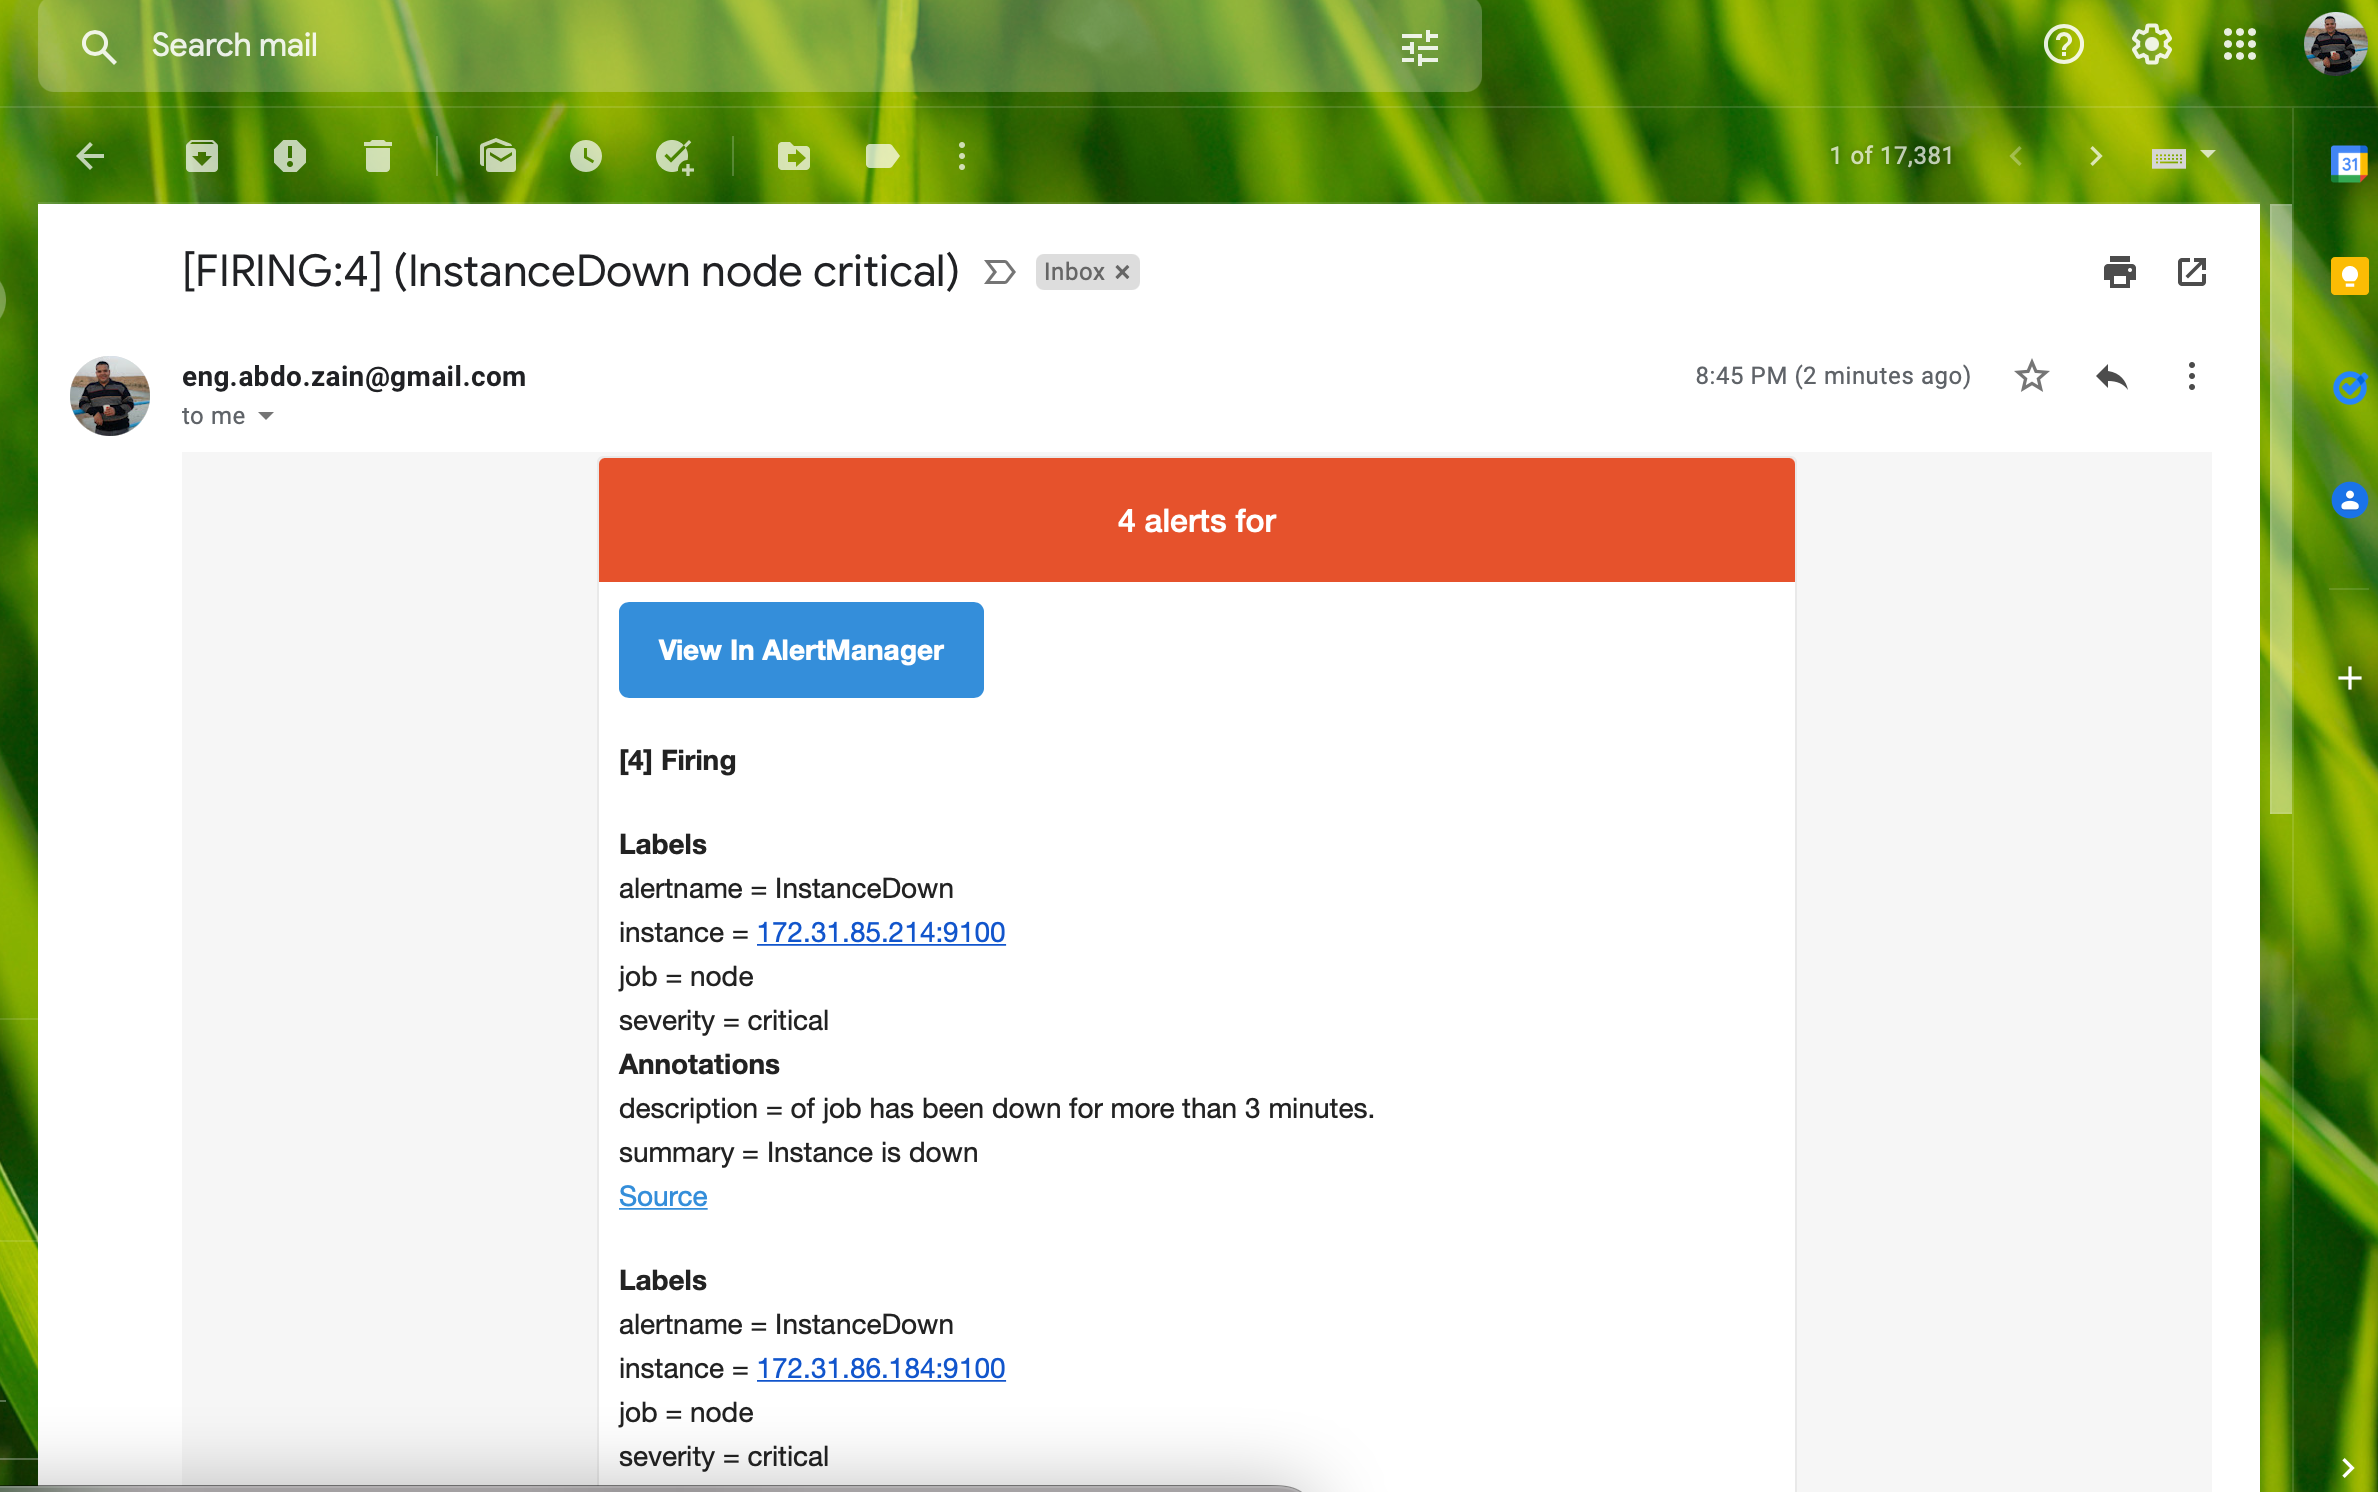 Search mail
1 of 17,381
31
[FIRING:4] (InstanceDown node critical)
Inbox ×
eng.abdo.zain@gmail.com
8:45 PM (2 minutes ago)
to me
4 alerts for
View In AlertManager
[4] Firing
Labels
alertname = InstanceDown
instance = 172.31.85.214:9100
job = node
severity = critical
Annotations
description = of job has been down for more than 3 minutes.
summary = Instance is down
Source
Labels
alertname = InstanceDown
instance = 172.31.86.184:9100
job = node
severity = critical